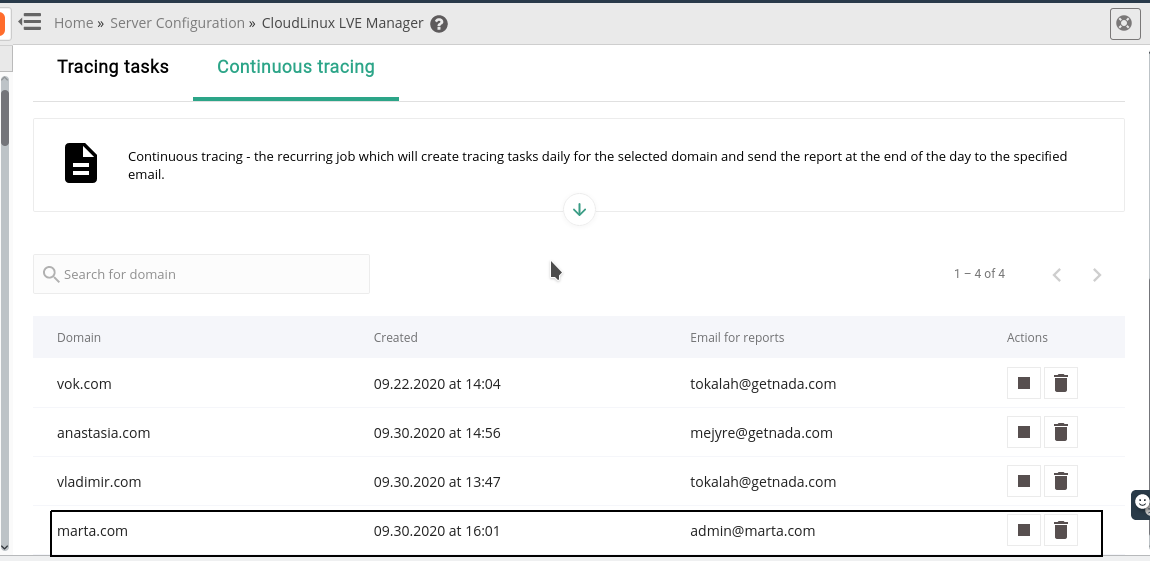 Home » Server Configuration » CloudLinux LVE Manager ?
Tracing tasks Continuous tracing
Continuous tracing - the recurring job which will create tracing tasks daily for the selected domain and send the report at the end of the day to the specified
email.
Search for domain 1 – 4 of 4
Domain Created Email for reports Actions
vok.com 09.22.2020 at 14:04 tokalah@getnada.com
anastasia.com 09.30.2020 at 14:56 mejyre@getnada.com
vladimir.com 09.30.2020 at 13:47 tokalah@getnada.com
marta.com 09.30.2020 at 16:01 admin@marta.com